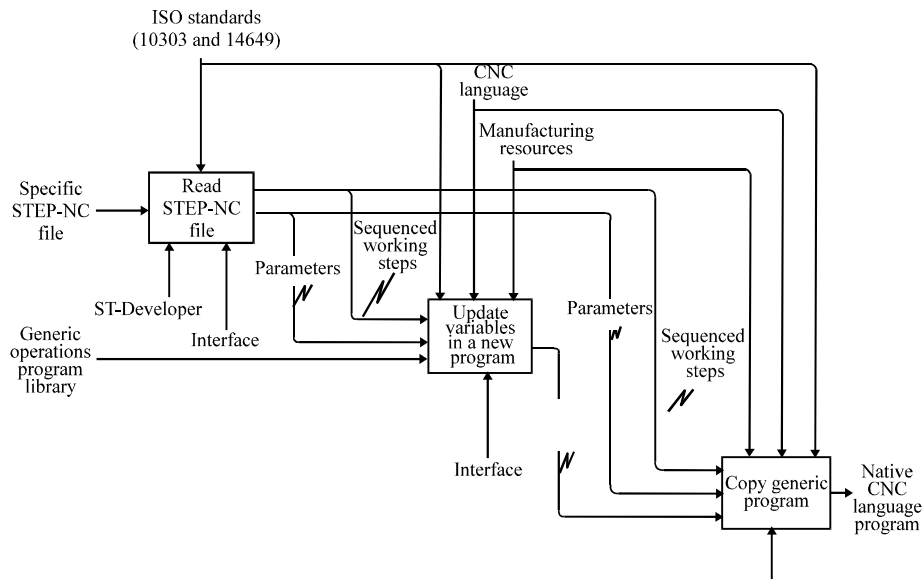 ISO standards
(10303 and 14649)
CNC
language
Manufacturing
resources
Specific
STEP-NC
file
Read
STEP-NC
file
Parameters
Sequenced
working
steps
ST-Developer
Interface
Generic
operations
program
library
Update
variables
in a new
program
Interface
Parameters
Sequenced
working
steps
Copy generic
program
Native
CNC
language
program